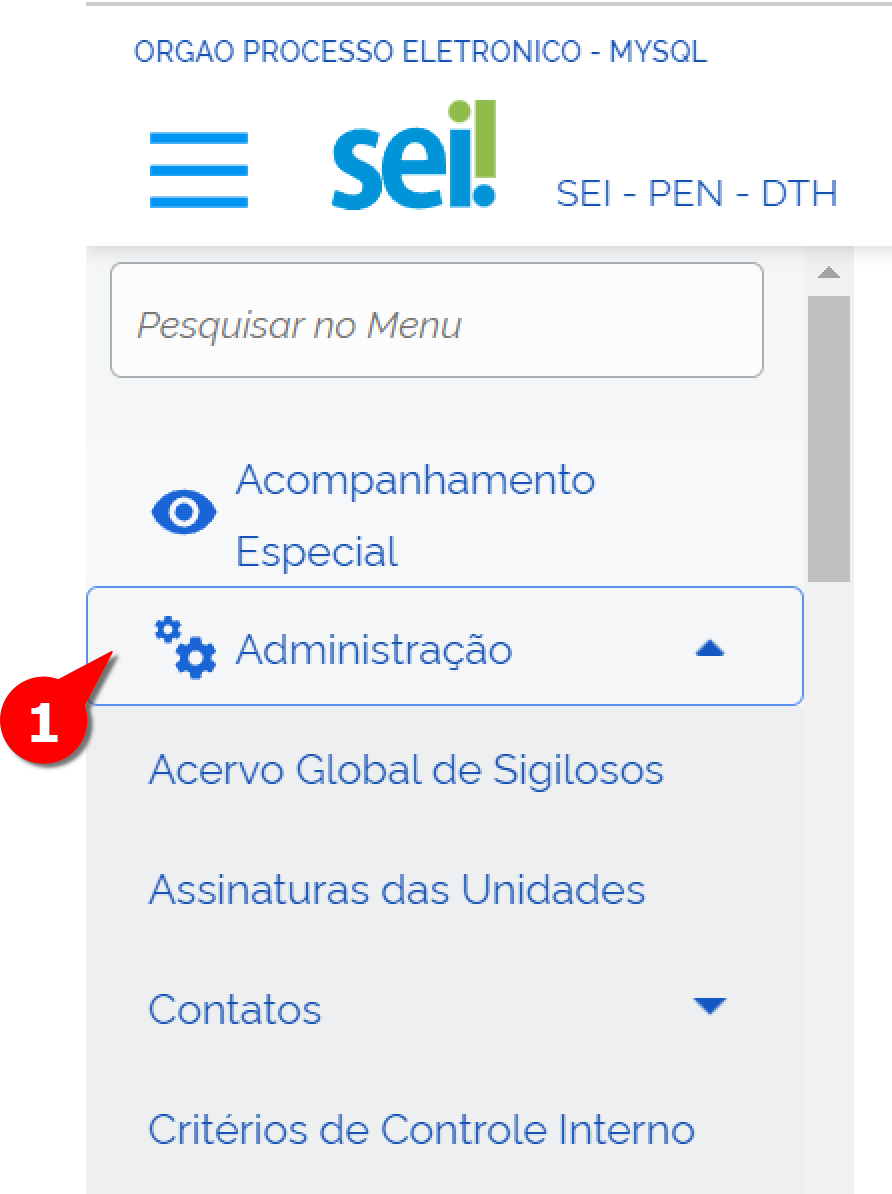 ORGAO PROCESSO ELETRONICO - MYSQL
sei!
SEI - PEN - DTH
Pesquisar no Menu
Acompanhamento
Especial
Administração
1
Acervo Global de Sigilosos
Assinaturas das Unidades
Contatos
Critérios de Controle Interno